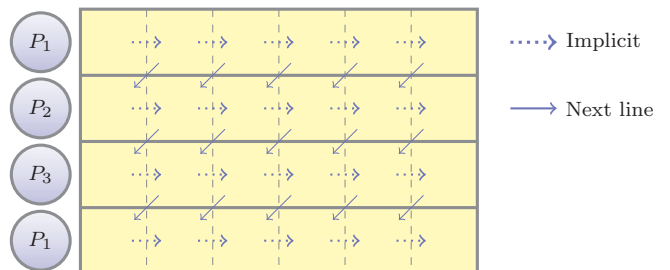 P₁
Implicit
P₂
Next line
P₃
P₁